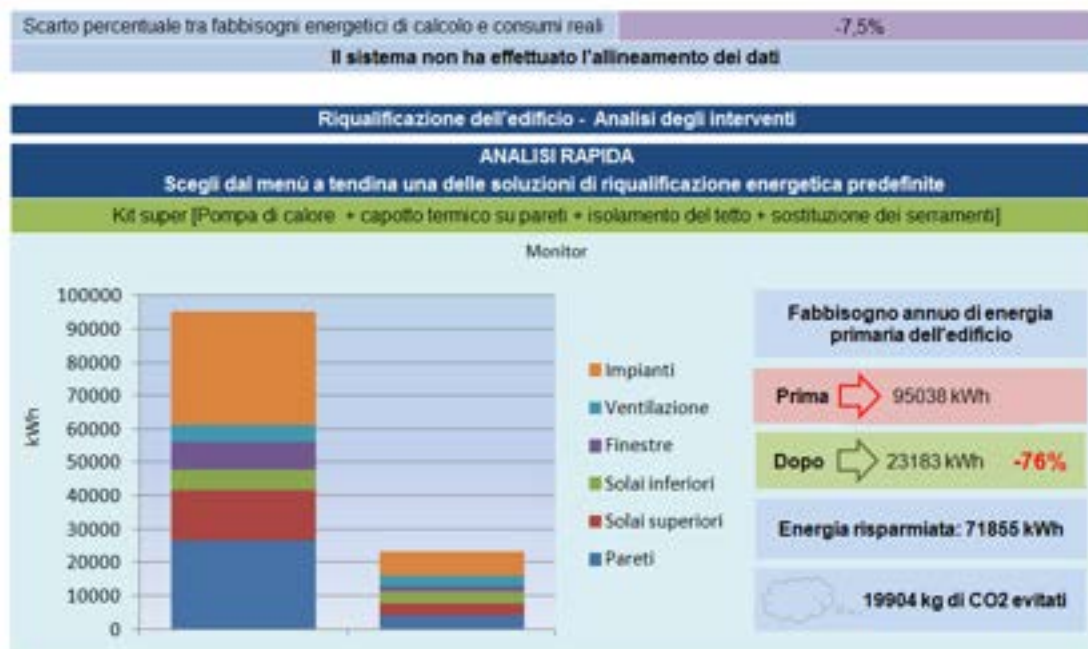 Scarto percentuale tra fabbisogni energetici di calcolo e consumi reali -7,5%
Il sistema non ha effettuato l'allineamento dei dati
Riqualificazione dell'edificio - Analisi degli interventi
ANALISI RAPIDA
Scegli dal menù a tendina una delle soluzioni di riqualificazione energetica predefinite
Kit super [Pompa di calore + capotto termico su pareti + isolamento del tetto + sostituzione dei serramenti]
Monitor
kWh
100000
90000
80000
70000
60000
50000
40000
30000
20000
10000
0
Impianti
Ventilazione
Finestre
Solai inferiori
Solai superiori
Pareti
Fabbisogno annuo di energia
primaria dell'edificio
Prima 95038 kWh
Dopo 23183 kWh -76%
Energia risparmiata: 71855 kWh
19904 kg di CO2 evitati